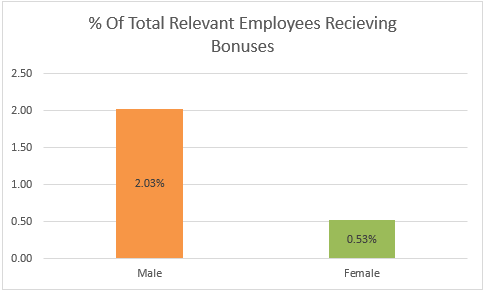 % Of Total Relevant Employees Recieving
Bonuses
2.50
2.00
1.50
1.00
0.50
0.00
2.03%
0.53%
Male
Female